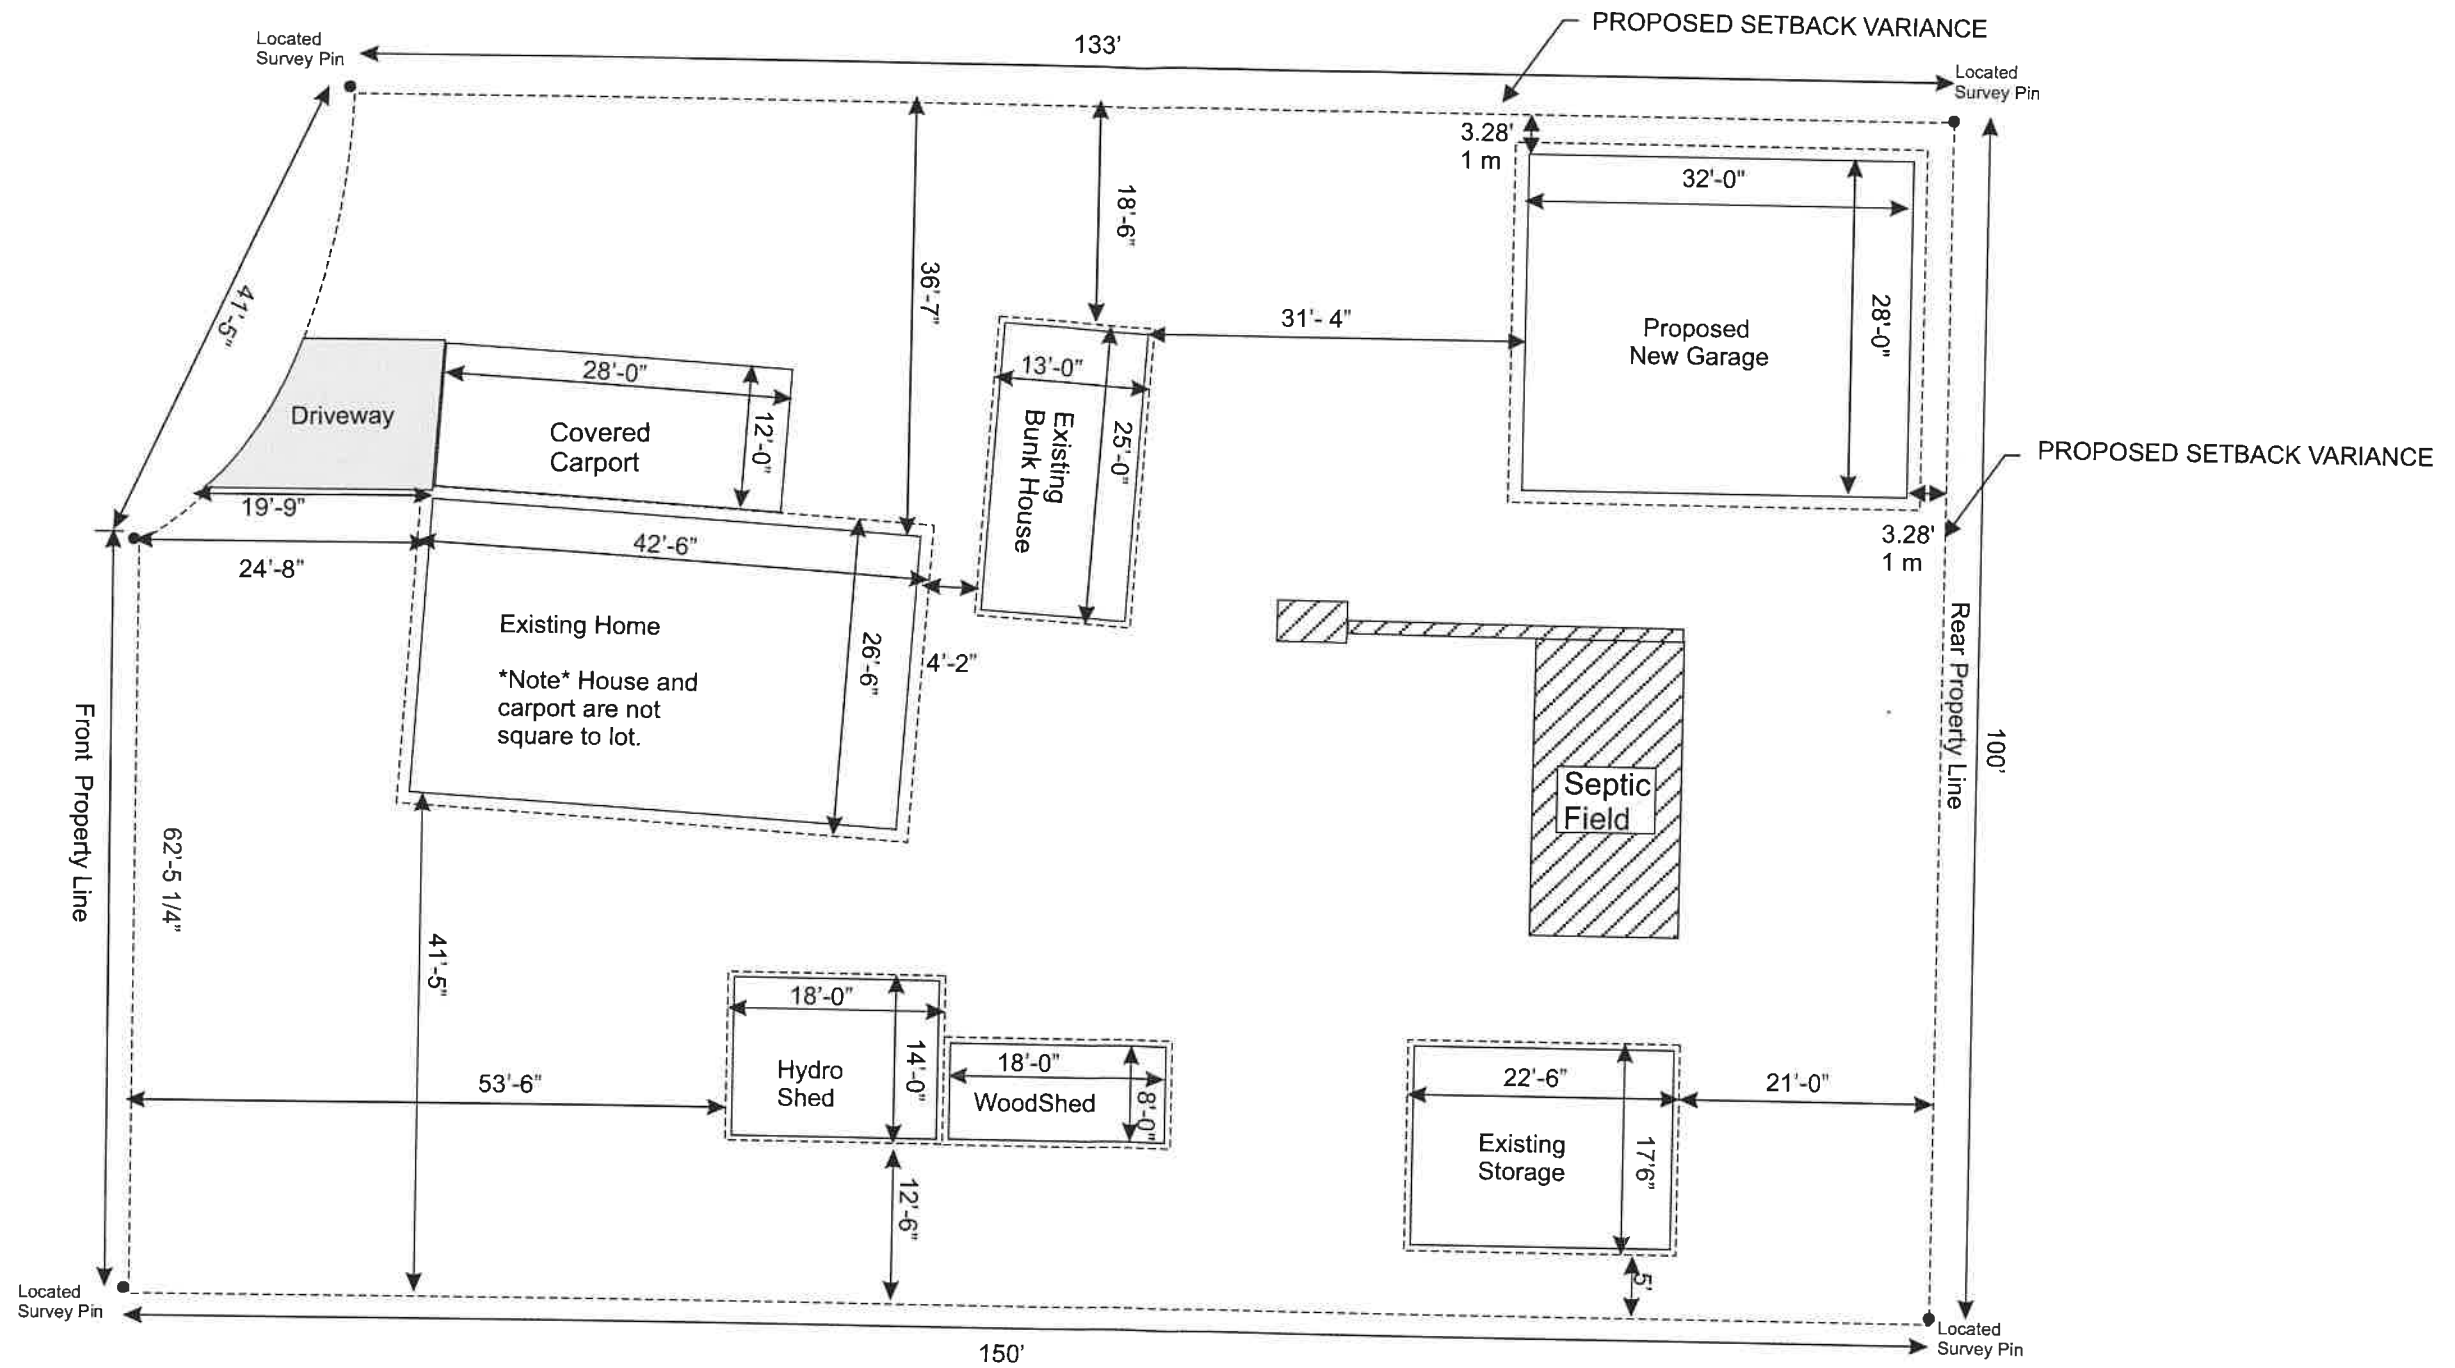 PROPOSED SETBACK VARIANCE
Located
Survey Pin
133'
Located
Survey Pin
3.28'
1 m
32'-0"
18'-6"
36'-7"
41'-5"
28'-0"
Proposed
New Garage
31'- 4"
13'-0"
28'-0"
12'-0"
Driveway
Covered
Carport
Existing
Bunk House
25'-0"
PROPOSED SETBACK VARIANCE
19'-9"
3.28'
1 m
24'-8"
42'-6"
Existing Home
*Note* House and
carport are not
square to lot.
26'-6"
4'-2"
Rear Property Line
100'
Front Property Line
62'-5 1/4"
Septic
Field
41'-5"
18'-0"
14'-0"
Hydro
Shed
53'-6"
18'-0"
WoodShed
8'-0"
22'-6"
21'-0"
Existing
Storage
17'6"
12'-6"
5'
Located
Survey Pin
150'
Located
Survey Pin